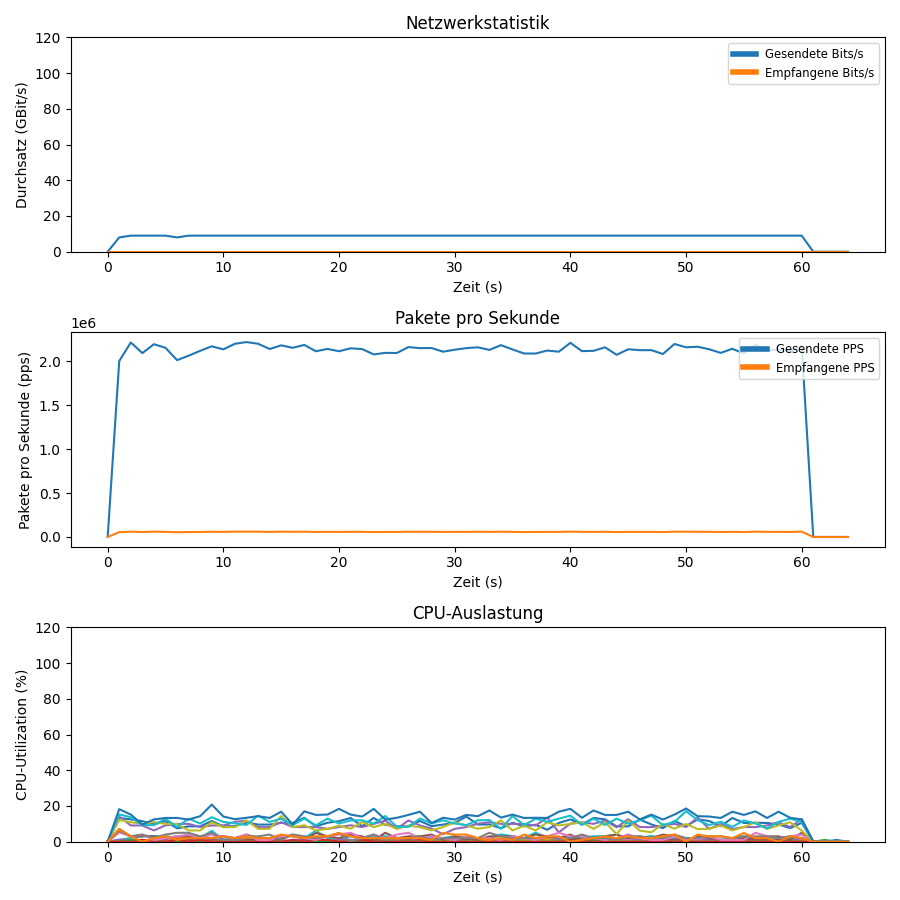 Netzwerkstatistik
120
100
80
60
40
20
0
Durchsatz (GBit/s)
Gesendete Bits/s
Empfangene Bits/s
0 10 20 30 40 50 60
Zeit (s)
Pakete pro Sekunde
1e6
2.0
1.5
1.0
0.5
0.0
Pakete pro Sekunde (pps)
Gesendete PPS
Empfangene PPS
0 10 20 30 40 50 60
Zeit (s)
CPU-Auslastung
120
100
80
60
40
20
0
CPU-Utilization (%)
0 10 20 30 40 50 60
Zeit (s)